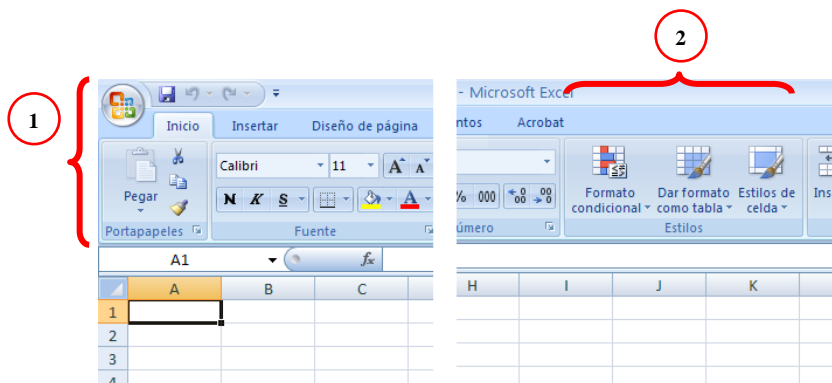 2
1
- Microsoft Excel
Inicio Insertar Diseño de página
ntos Acrobat
Calibri 11 A A
Pegar
N K S A
% 000 ,00 ,0
Formato condicional
Dar formato como tabla
Estilos de celda
Ins
Portapapeles Fuente
úmero Estilos
A1 fx
A B C
H I J K
1
2
3
4